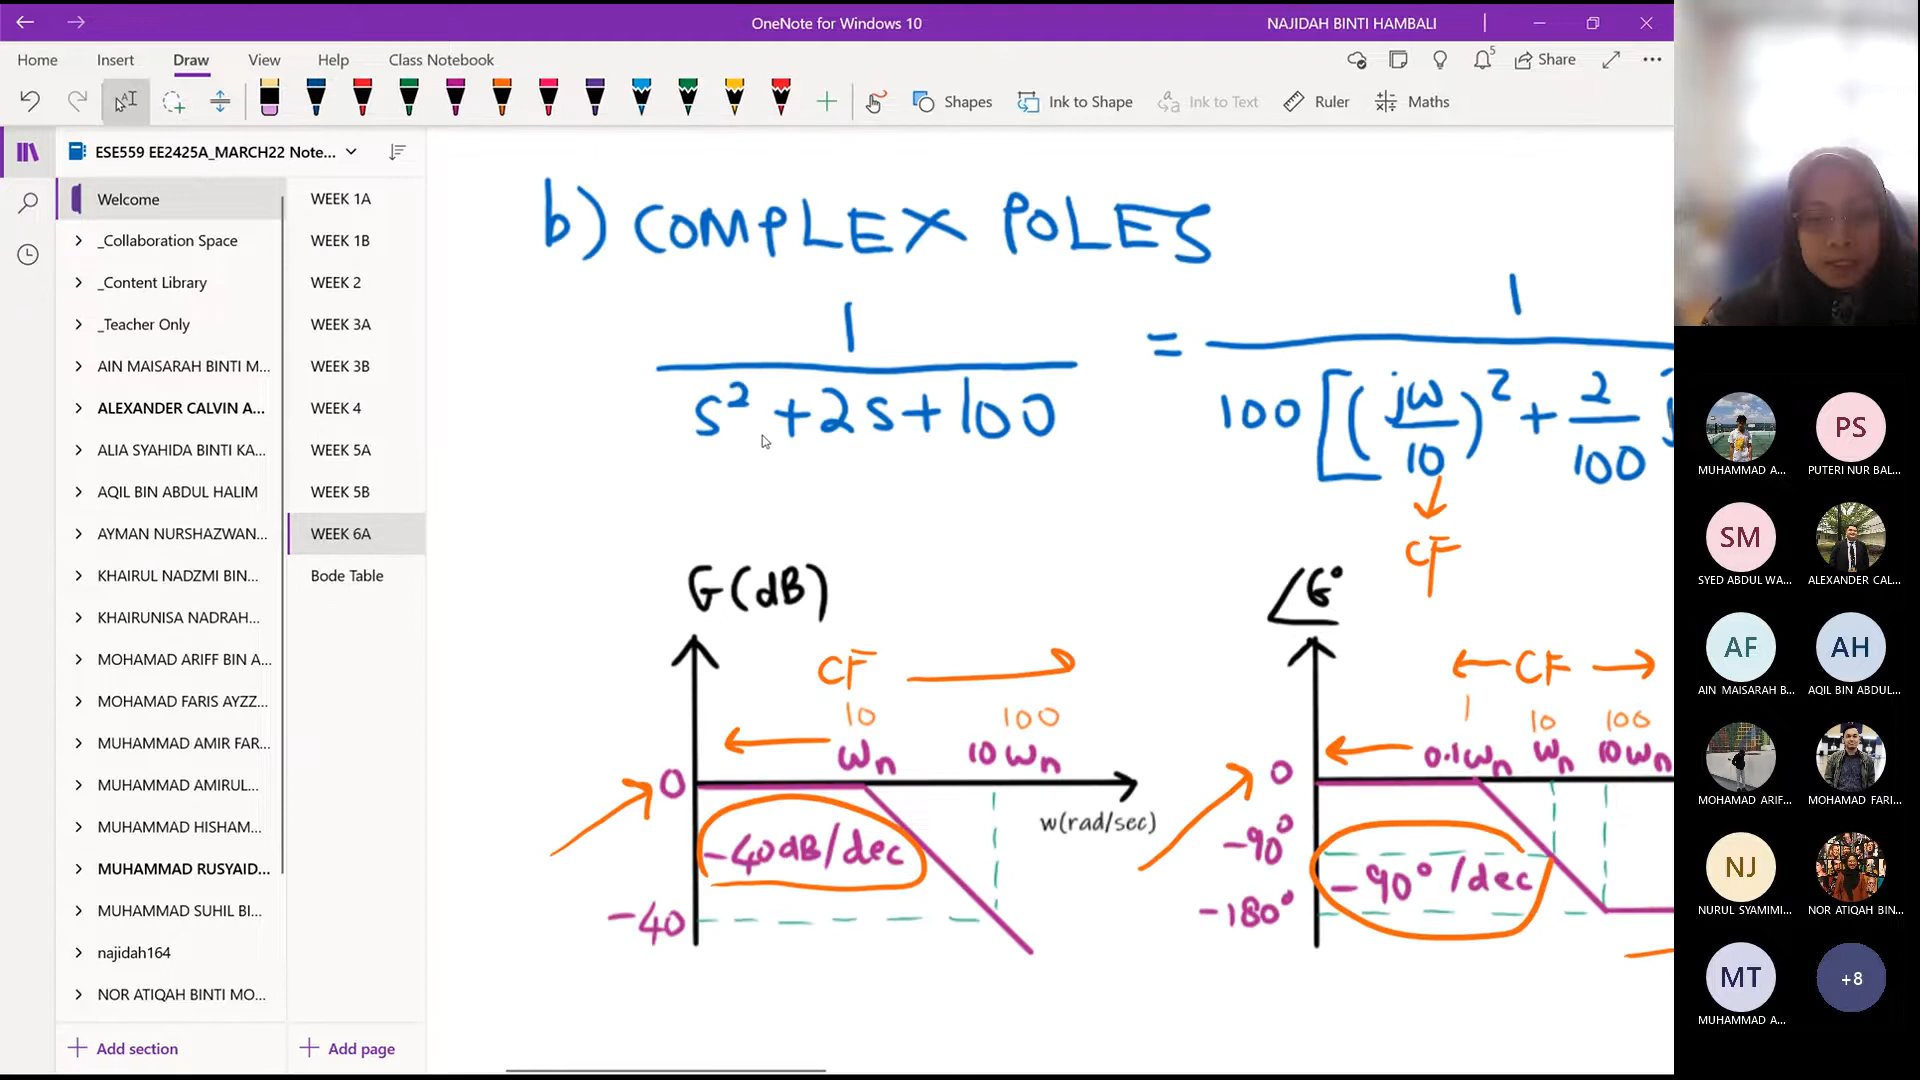 OneNote for Windows 10
NAJIDAH BINTI HAMBALI
Home Insert Draw View Help Class Notebook
5
Share
Shapes
Ink to Shape
Ink to Text
Ruler
Maths
ESE559 EE2425A_MARCH22 Note...
Welcome
_Collaboration Space
_Content Library
_Teacher Only
AIN MAISARAH BINTI M...
ALEXANDER CALVIN A...
ALIA SYAHIDA BINTI KA...
AQIL BIN ABDUL HALIM
AYMAN NURSHAZWAN...
KHAIRUL NADZMI BIN...
KHAIRUNISA NADRAH...
MOHAMAD ARIFF BIN A...
MOHAMAD FARIS AYZZ...
MUHAMMAD AMIR FAR...
MUHAMMAD AMIRUL...
MUHAMMAD HISHAM...
MUHAMMAD RUSYAID...
MUHAMMAD SUHIL BI...
najidah164
NOR ATIQAH BINTI MO...
Add section
WEEK 1A
WEEK 1B
WEEK 2
WEEK 3A
WEEK 3B
WEEK 4
WEEK 5A
WEEK 5B
WEEK 6A
Bode Table
Add page
b) COMPLEX POLES
1
s² + 2s + 100
=
1
100 [(jω/10)² + 2/100 j
CF
G(dB)
CF
10 100
ωn 10ωn
0
-40dB/dec
-40
w(rad/sec)
∠G°
CF
1 10 100
0.1ωn ωn 10ωn
0
-90°
-90°/dec
-180°
MUHAMMAD A...
PS
PUTERI NUR BAL...
SM
SYED ABDUL WA...
ALEXANDER CAL...
AF
AIN MAISARAH B...
AH
AQIL BIN ABDUL...
MOHAMAD ARIF...
MOHAMAD FARI...
NJ
NURUL SYAMIMI...
NOR ATIQAH BIN...
MT
MUHAMMAD A...
+8